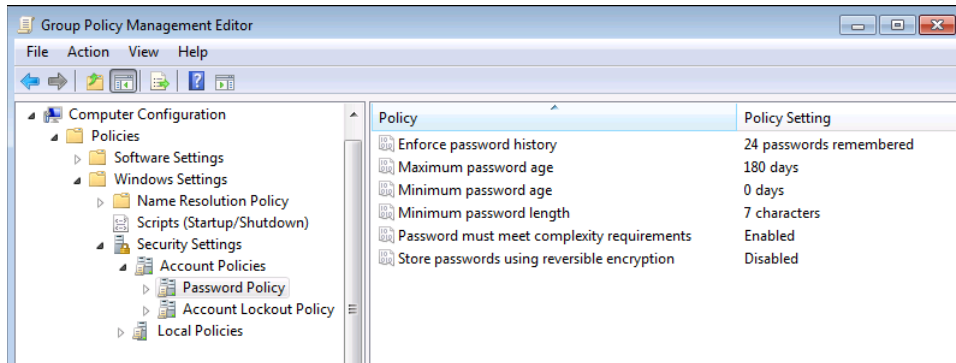 Group Policy Management Editor
File Action View Help
Computer Configuration
Policies
Software Settings
Windows Settings
Name Resolution Policy
Scripts (Startup/Shutdown)
Security Settings
Account Policies
Password Policy
Account Lockout Policy
Local Policies
Policy Policy Setting
Enforce password history 24 passwords remembered
Maximum password age 180 days
Minimum password age 0 days
Minimum password length 7 characters
Password must meet complexity requirements Enabled
Store passwords using reversible encryption Disabled